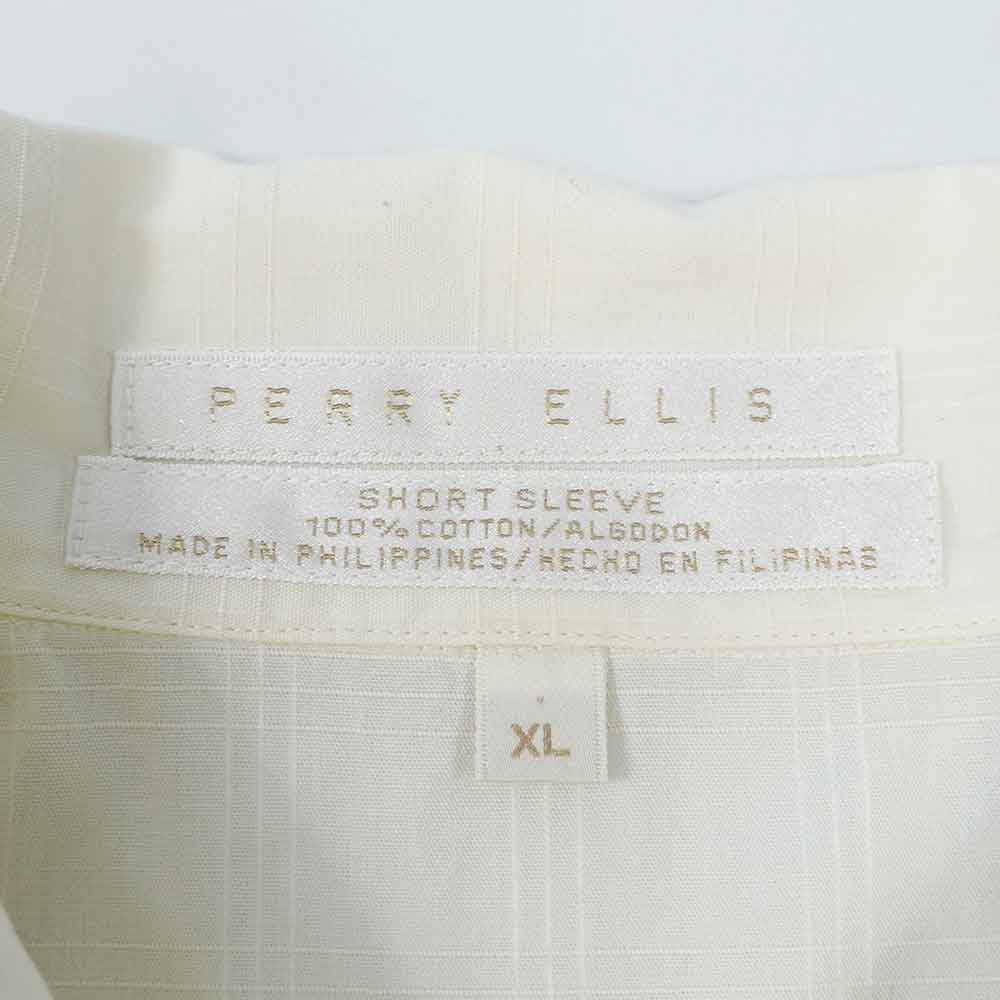 PERRY ELLIS
SHORT SLEEVE
100% COTTON/ALGODON
MADE IN PHILIPPINES/HECHO EN FILIPINAS
XL